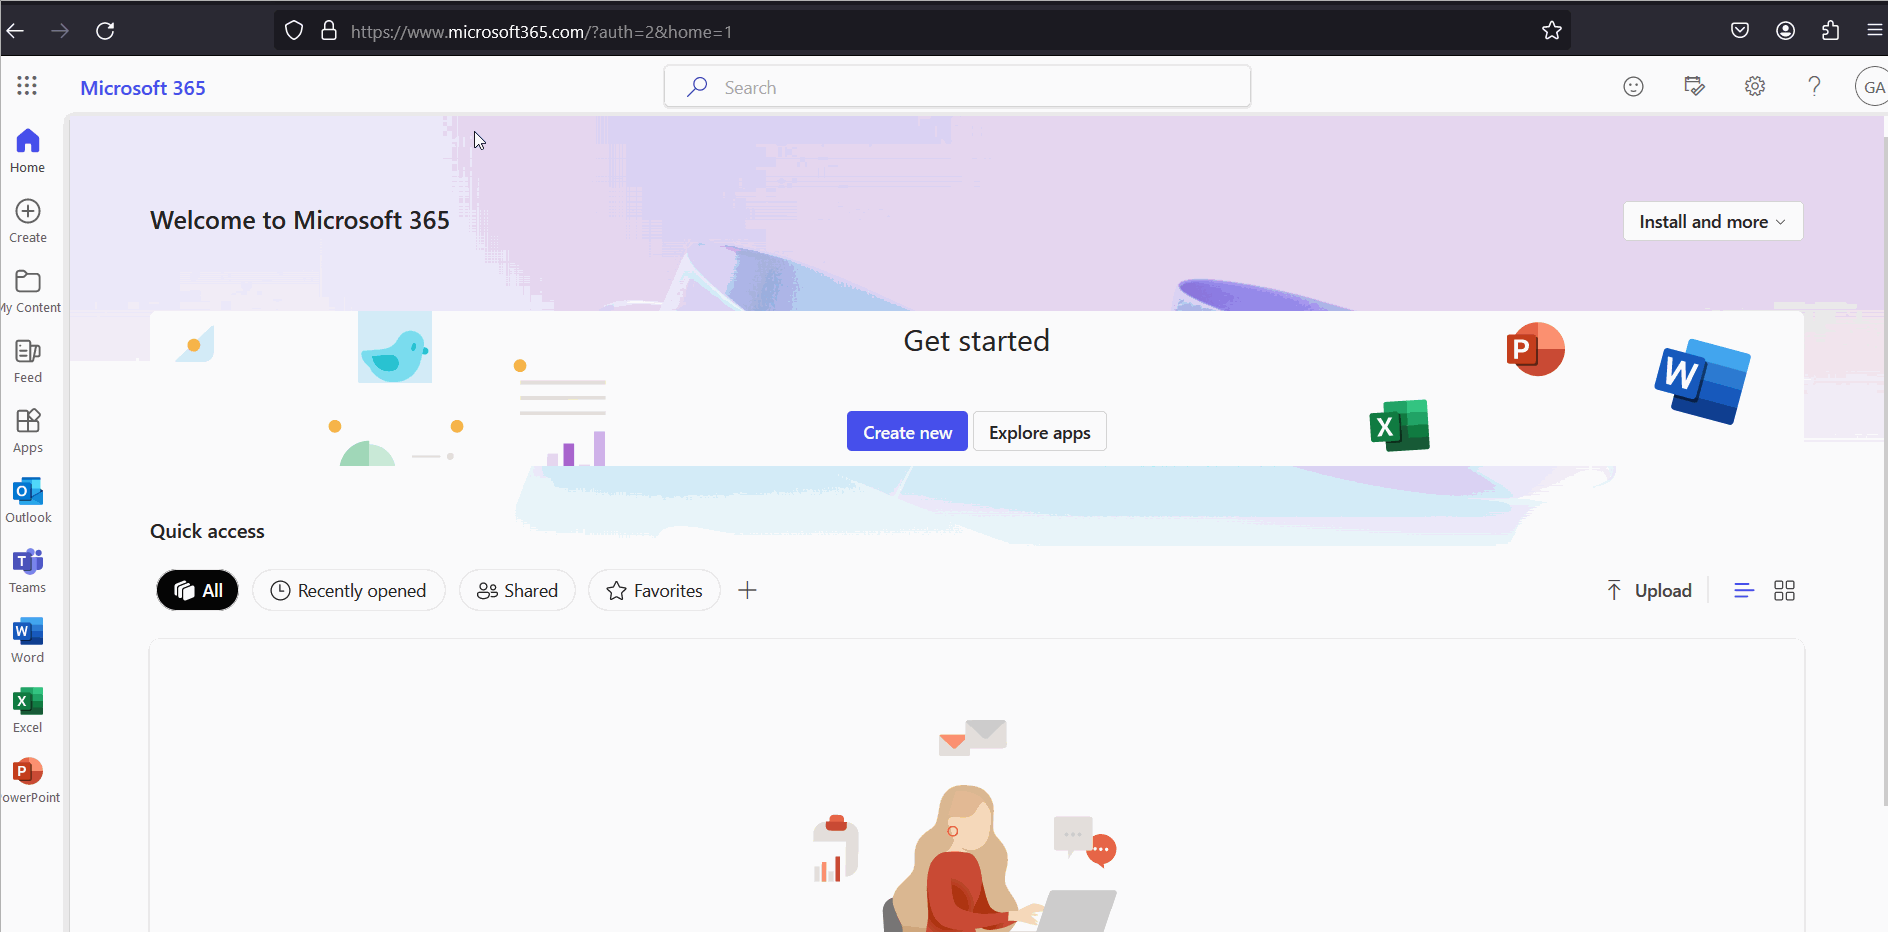 https://www.microsoft365.com/?auth=2&home=1
Microsoft 365
Search
GA
Home
Create
My Content
Feed
Apps
Outlook
Teams
Word
Excel
PowerPoint
Welcome to Microsoft 365
Install and more
Get started
Create new
Explore apps
P
W
X
Quick access
All
Recently opened
Shared
Favorites
Upload